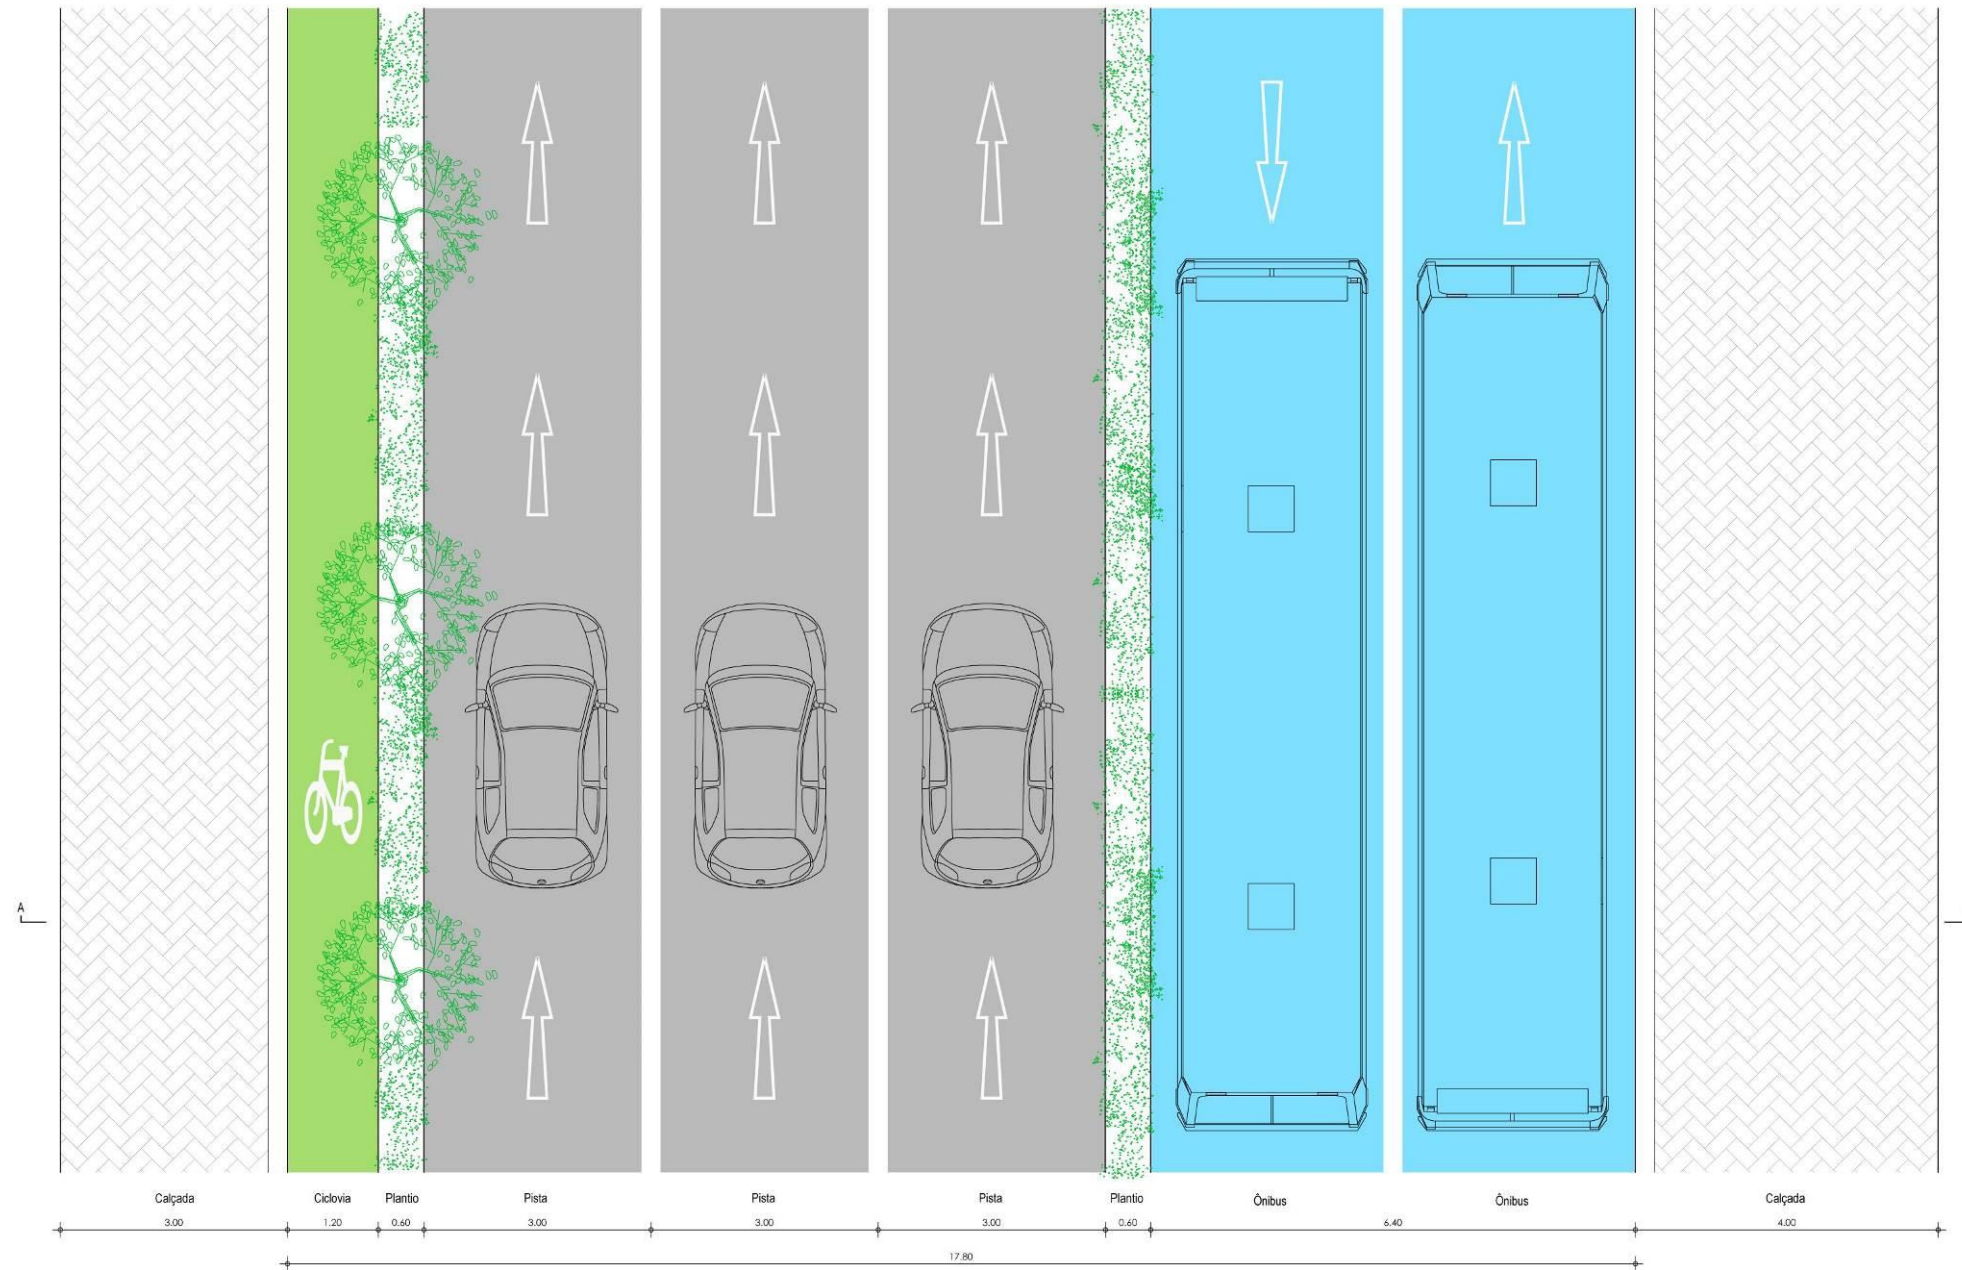 A
Calçada
Ciclovia
Plantio
Pista
Pista
Pista
Plantio
Ônibus
Ônibus
Calçada
3.00
1.20
0.60
3.00
3.00
3.00
0.60
6.40
4.00
17.80